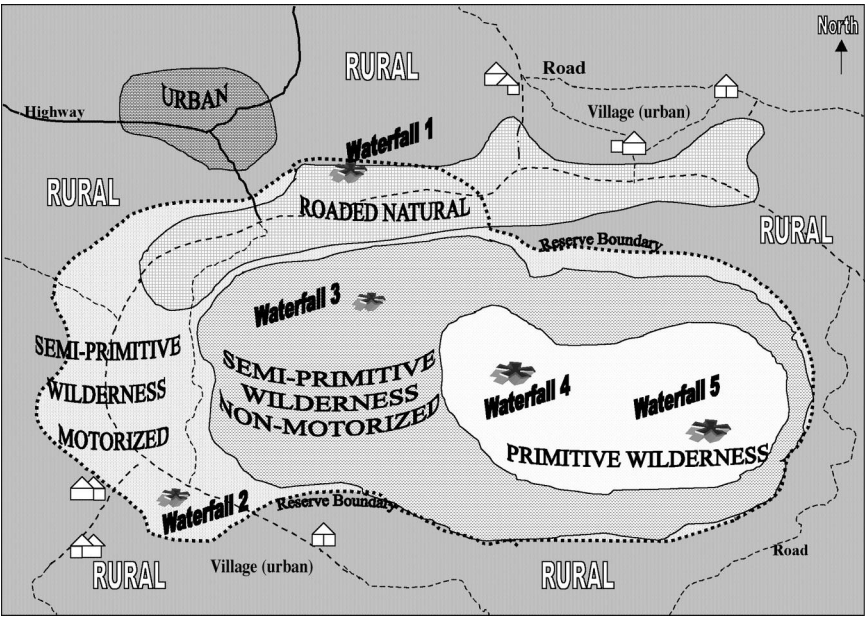 North
RURAL
Road
URBAN
Highway
Village (urban)
Waterfall 1
RURAL
ROADED NATURAL
RURAL
Reserve Boundary
Waterfall 3
SEMI-PRIMITIVE
WILDERNESS
MOTORIZED
SEMI-PRIMITIVE
WILDERNESS
NON-MOTORIZED
Waterfall 4
Waterfall 5
PRIMITIVE WILDERNESS
Waterfall 2
Reserve Boundary
Road
Village (urban)
RURAL
RURAL